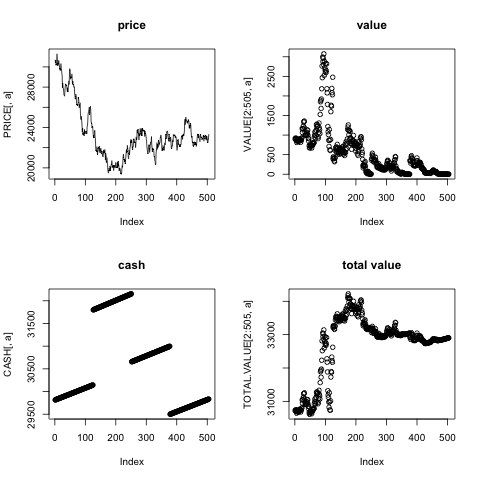 price
PRICE[, a]
20000 24000 28000
0 100 200 300 400 500
Index
value
VALUE[2:505, a]
0 500 1500 2500
0 100 200 300 400 500
Index
cash
CASH[, a]
29500 30500 31500
0 100 200 300 400 500
Index
total value
TOTAL.VALUE[2:505, a]
31000 33000
0 100 200 300 400 500
Index